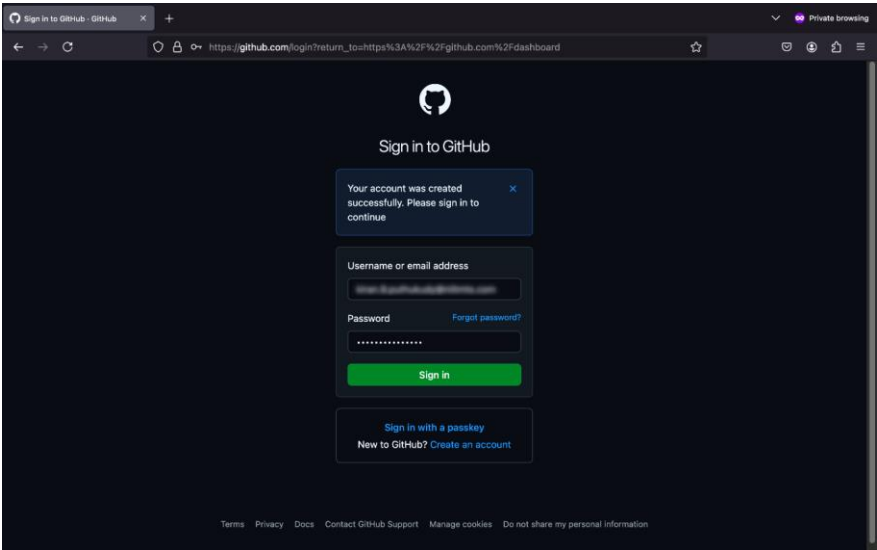 Sign in to GitHub · GitHub
Private browsing
https://github.com/login?return_to=https%3A%2F%2Fgithub.com%2Fdashboard
Sign in to GitHub
Your account was created
successfully. Please sign in to
continue
Username or email address
Password Forgot password?
Sign in
Sign in with a passkey
New to GitHub? Create an account
Terms Privacy Docs Contact GitHub Support Manage cookies Do not share my personal information